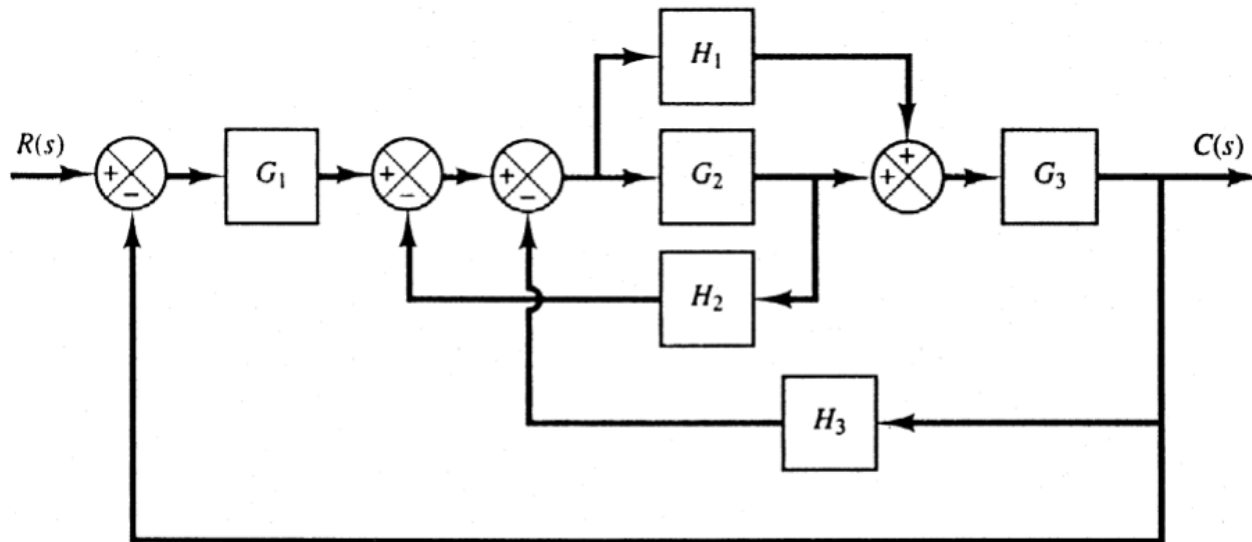 H₁
R(s) + − G₁ + − + − G₂ + + G₃ C(s)
H₂
H₃